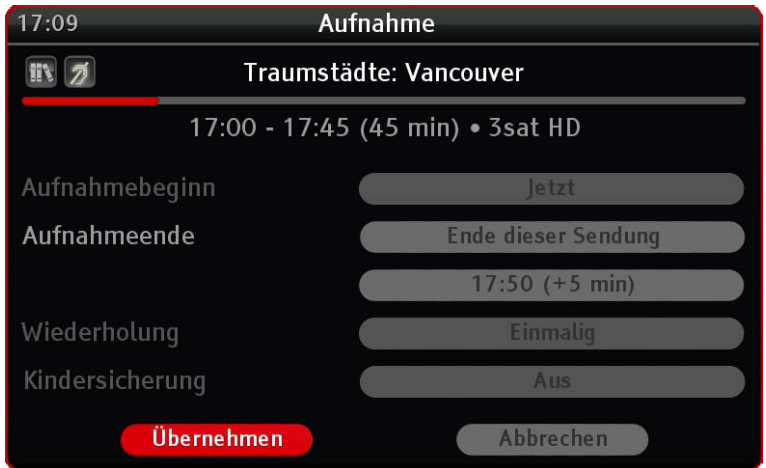 17:09 Aufnahme
Traumstädte: Vancouver
17:00 - 17:45 (45 min) • 3sat HD
Aufnahmebeginn Jetzt
Aufnahmeende Ende dieser Sendung
17:50 (+5 min)
Wiederholung Einmalig
Kindersicherung Aus
Übernehmen Abbrechen